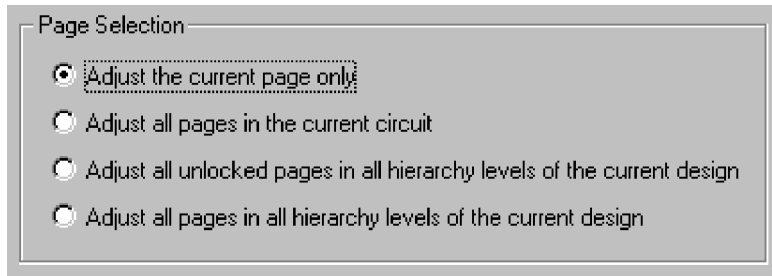 Page Selection
Adjust the current page only
Adjust all pages in the current circuit
Adjust all unlocked pages in all hierarchy levels of the current design
Adjust all pages in all hierarchy levels of the current design